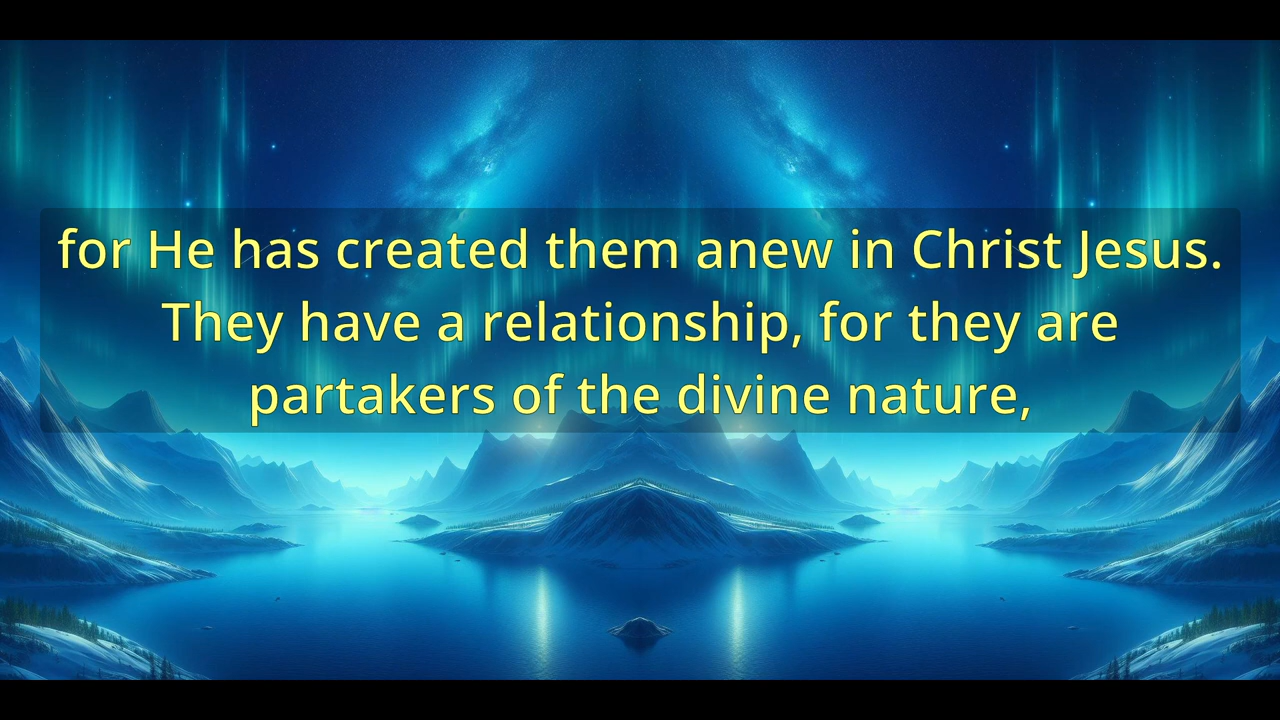 for He has created them anew in Christ Jesus.
They have a relationship, for they are
partakers of the divine nature,